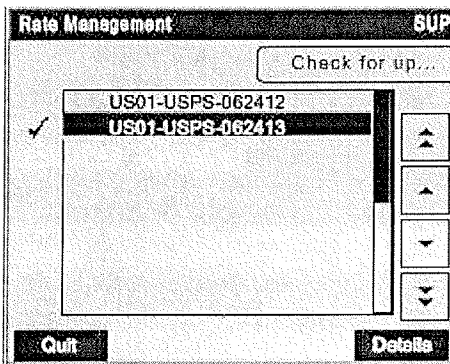 Rate Management SUP
Check for up...
US01-USPS-062412
US01-USPS-062413
Quit Details